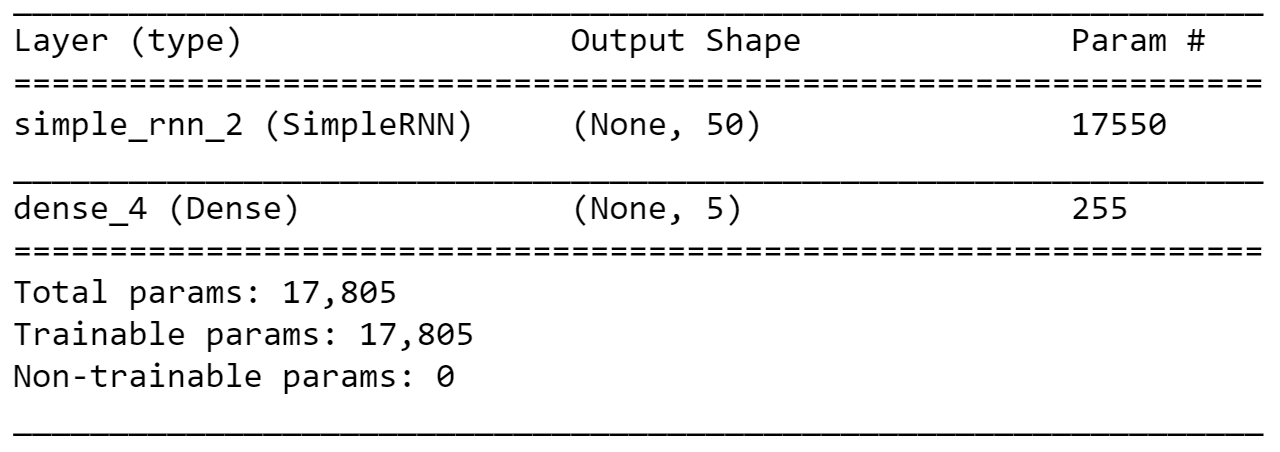 _________________________________________________________________
Layer (type)                 Output Shape              Param #
=================================================================
simple_rnn_2 (SimpleRNN)     (None, 50)                17550
_________________________________________________________________
dense_4 (Dense)              (None, 5)                 255
=================================================================
Total params: 17,805
Trainable params: 17,805
Non-trainable params: 0
_________________________________________________________________